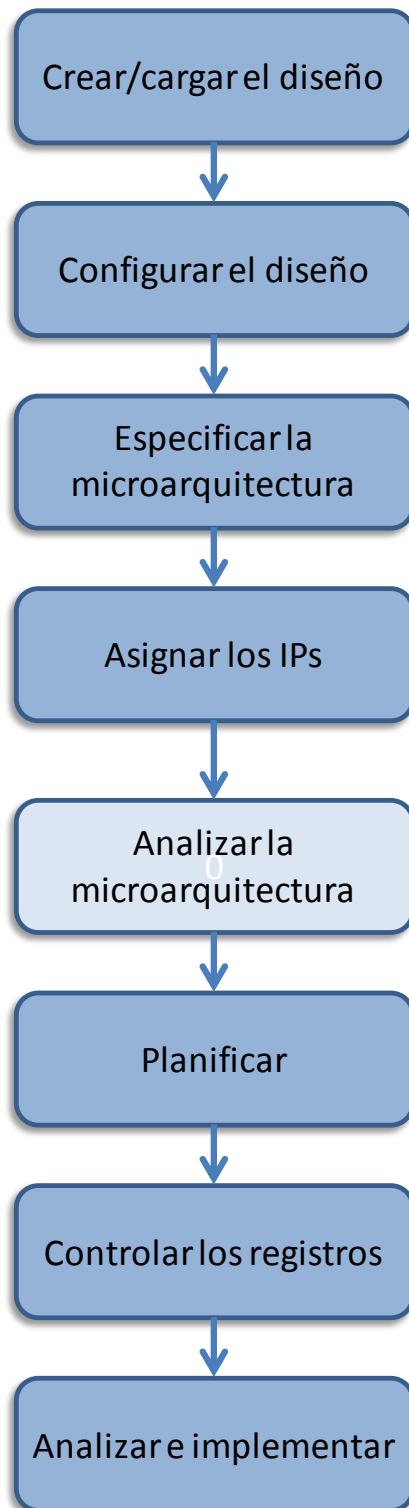 Crear/cargar el diseño
Configurar el diseño
Especificar la
microarquitectura
Asignar los IPs
Analizar la
0
microarquitectura
Planificar
Controlar los registros
Analizar e implementar